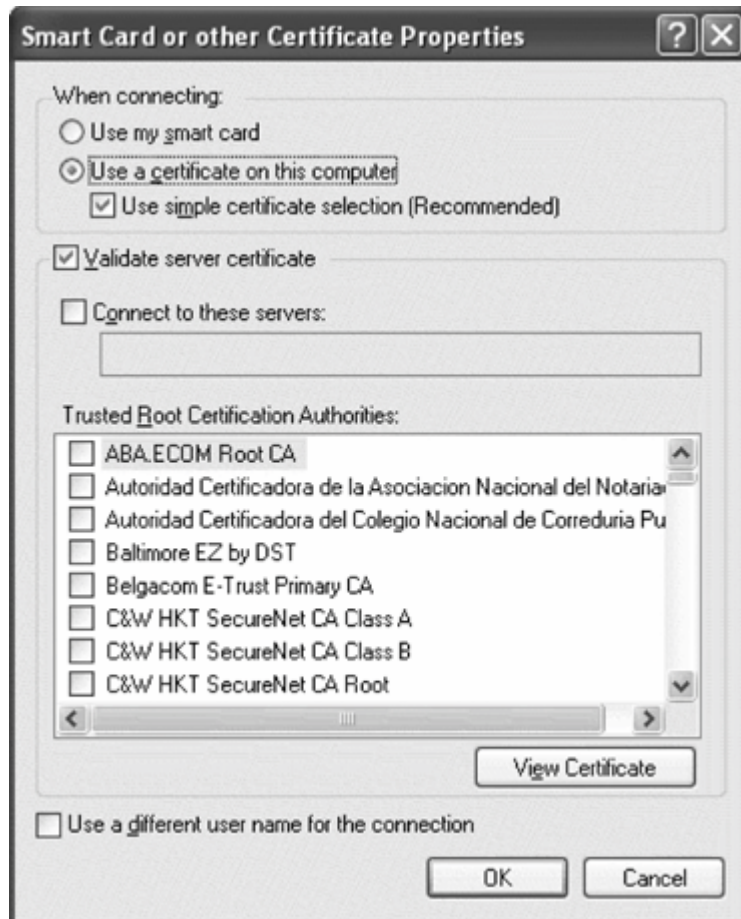 Smart Card or other Certificate Properties
When connecting:
Use my smart card
Use a certificate on this computer
Use simple certificate selection (Recommended)
Validate server certificate
Connect to these servers:
Trusted Root Certification Authorities:
ABA.ECOM Root CA
Autoridad Certificadora de la Asociacion Nacional del Notaria
Autoridad Certificadora del Colegio Nacional de Correduria Pu
Baltimore EZ by DST
Belgacom E-Trust Primary CA
C&W HKT SecureNet CA Class A
C&W HKT SecureNet CA Class B
C&W HKT SecureNet CA Root
View Certificate
Use a different user name for the connection
OK Cancel